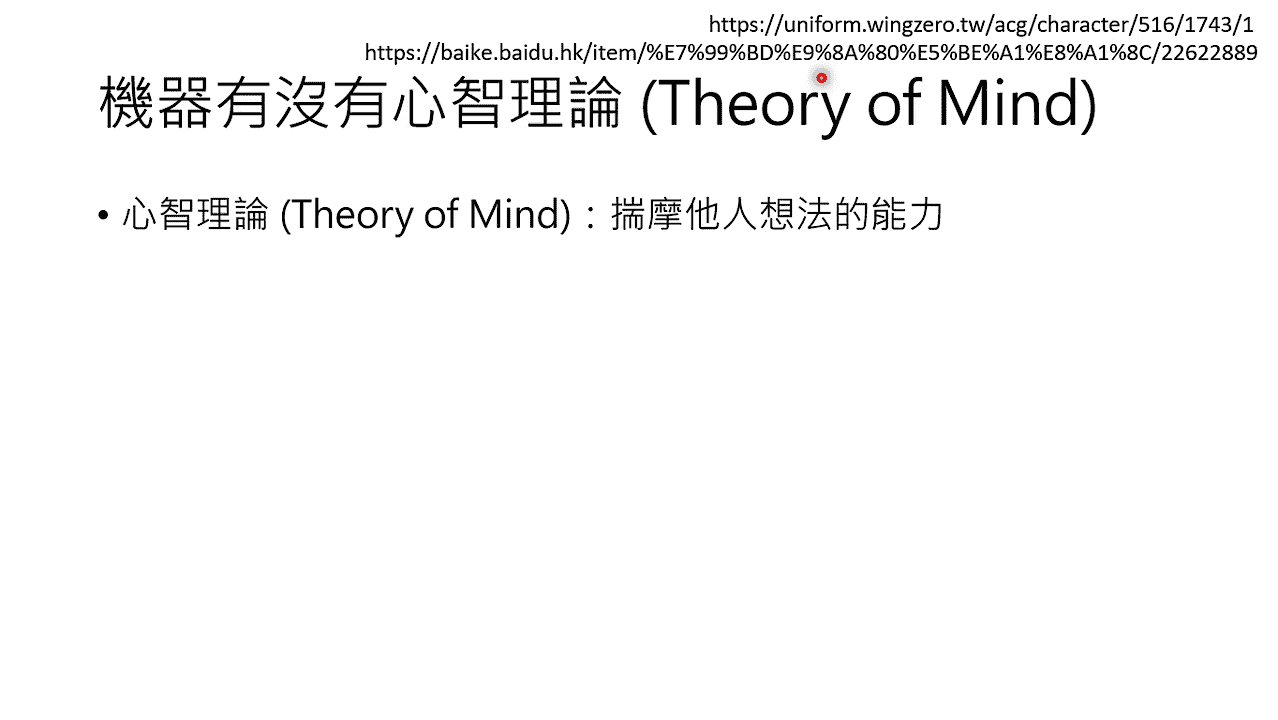 https://uniform.wingzero.tw/acg/character/516/1743/1
https://baike.baidu.hk/item/%E7%99%BD%E9%8A%80%E5%BE%A1%E8%A1%8C/22622889
機器有沒有心智理論 (Theory of Mind)
• 心智理論 (Theory of Mind)：揣摩他人想法的能力